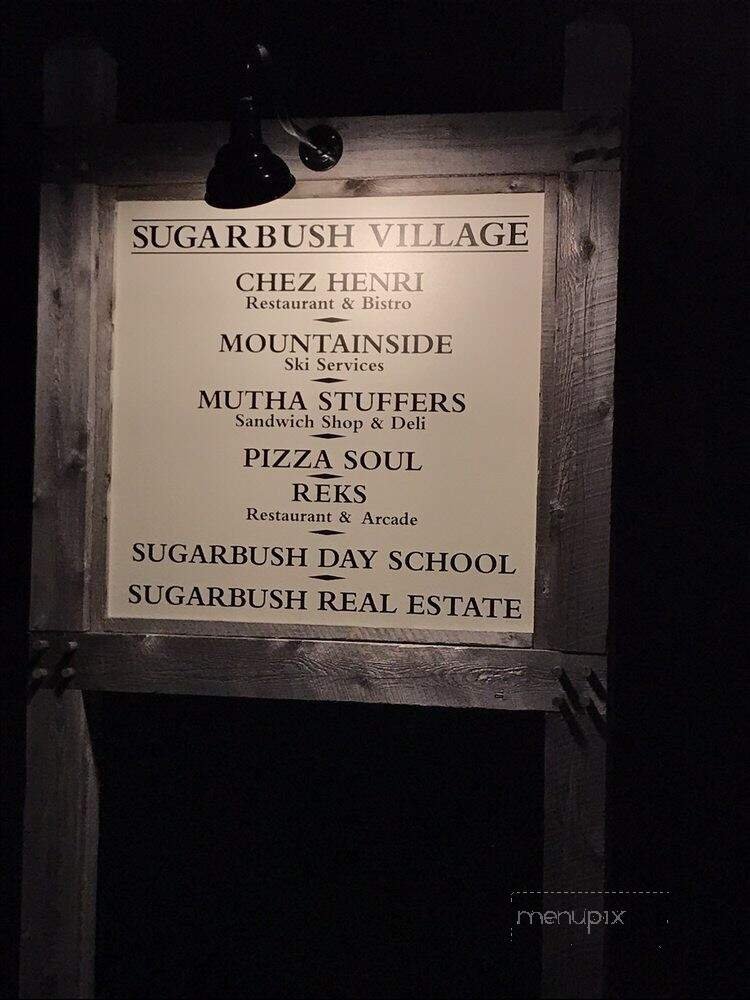 SUGARBUSH VILLAGE
CHEZ HENRI
Restaurant & Bistro
MOUNTAINSIDE
Ski Services
MUTHA STUFFERS
Sandwich Shop & Deli
PIZZA SOUL
REKS
Restaurant & Arcade
SUGARBUSH DAY SCHOOL
SUGARBUSH REAL ESTATE
menupix